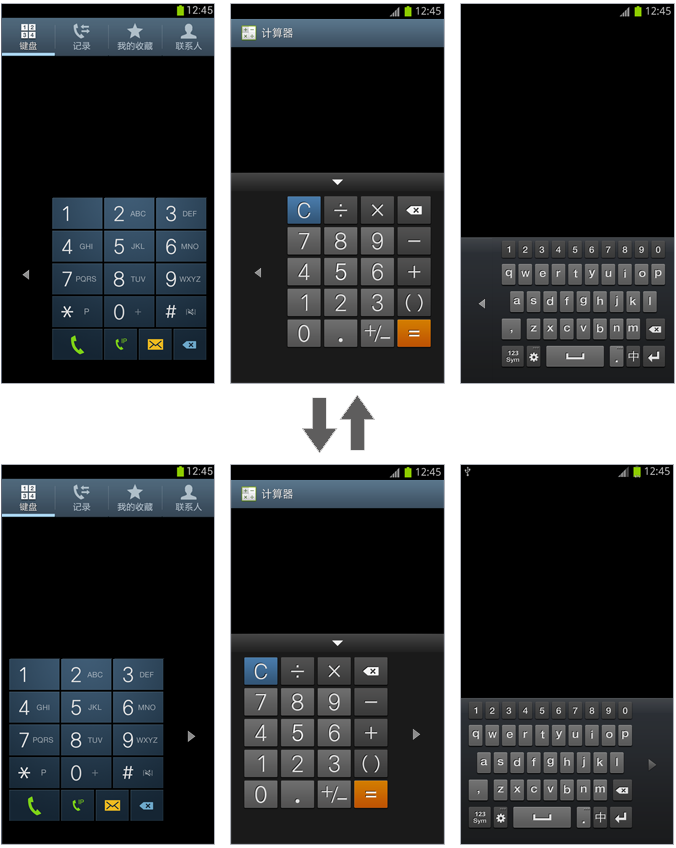 12:45
键盘 记录 我的收藏 联系人
1 2 ABC 3 DEF
4 GHI 5 JKL 6 MNO
7 PQRS 8 TUV 9 WXYZ
* P 0 + #
IP
12:45
计算器
C ÷ ×
7 8 9 −
4 5 6 +
1 2 3 ( )
0 . +/− =
12:45
1 2 3 4 5 6 7 8 9 0
q w e r t y u i o p
a s d f g h j k l
, z x c v b n m
123 Sym . 中
12:45
键盘 记录 我的收藏 联系人
1 2 ABC 3 DEF
4 GHI 5 JKL 6 MNO
7 PQRS 8 TUV 9 WXYZ
* P 0 + #
IP
12:45
计算器
C ÷ ×
7 8 9 −
4 5 6 +
1 2 3 ( )
0 . +/− =
12:45
1 2 3 4 5 6 7 8 9 0
q w e r t y u i o p
a s d f g h j k l
, z x c v b n m
123 Sym . 中